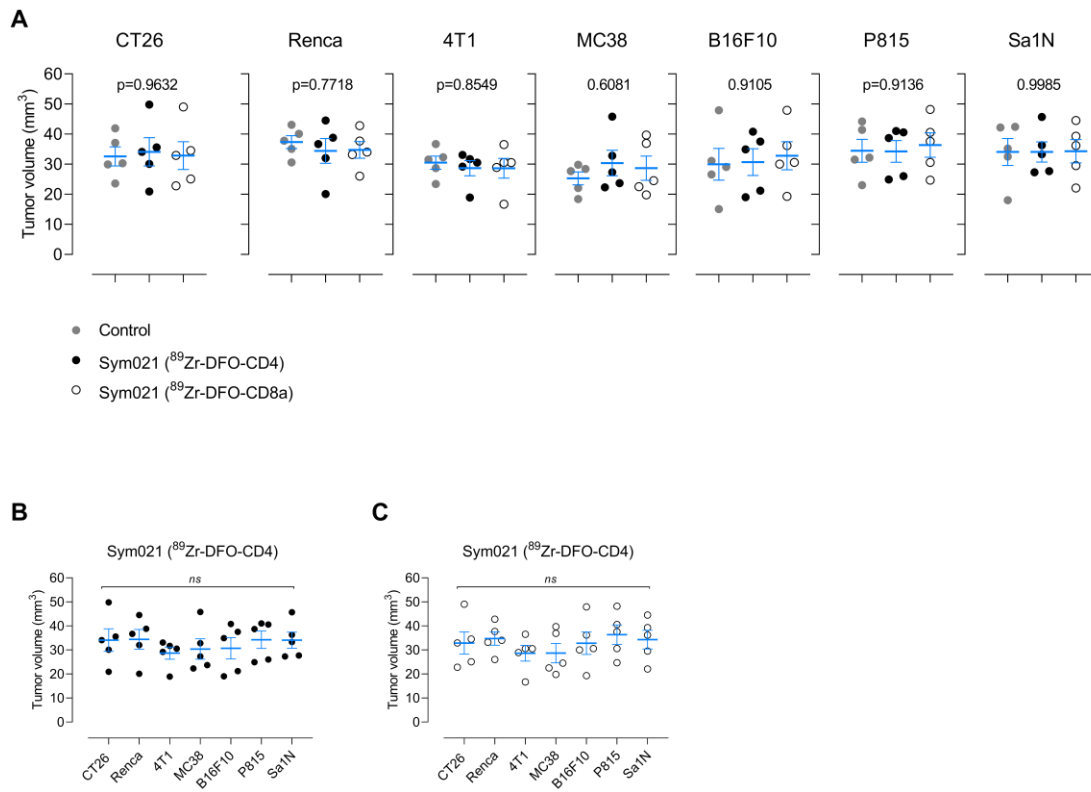 A
CT26 Renca 4T1 MC38 B16F10 P815 Sa1N
p=0.9632 p=0.7718 p=0.8549 0.6081 0.9105 p=0.9136 0.9985
Tumor volume (mm³)
60
50
40
30
20
10
0
Control
Sym021 (⁸⁹Zr-DFO-CD4)
Sym021 (⁸⁹Zr-DFO-CD8a)
B
Sym021 (⁸⁹Zr-DFO-CD4)
ns
Tumor volume (mm³)
60
50
40
30
20
10
0
CT26 Renca 4T1 MC38 B16F10 P815 Sa1N
C
Sym021 (⁸⁹Zr-DFO-CD4)
ns
Tumor volume (mm³)
60
50
40
30
20
10
0
CT26 Renca 4T1 MC38 B16F10 P815 Sa1N